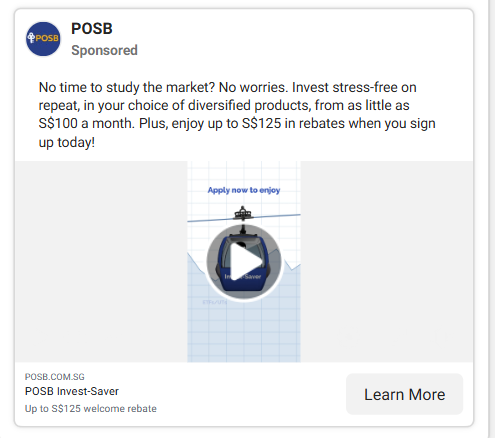 POSB
POSB
Sponsored
No time to study the market? No worries. Invest stress-free on
repeat, in your choice of diversified products, from as little as
S$100 a month. Plus, enjoy up to S$125 in rebates when you sign
up today!
Apply now to enjoy
POSB.COM.SG
POSB Invest-Saver
Up to S$125 welcome rebate
Learn More